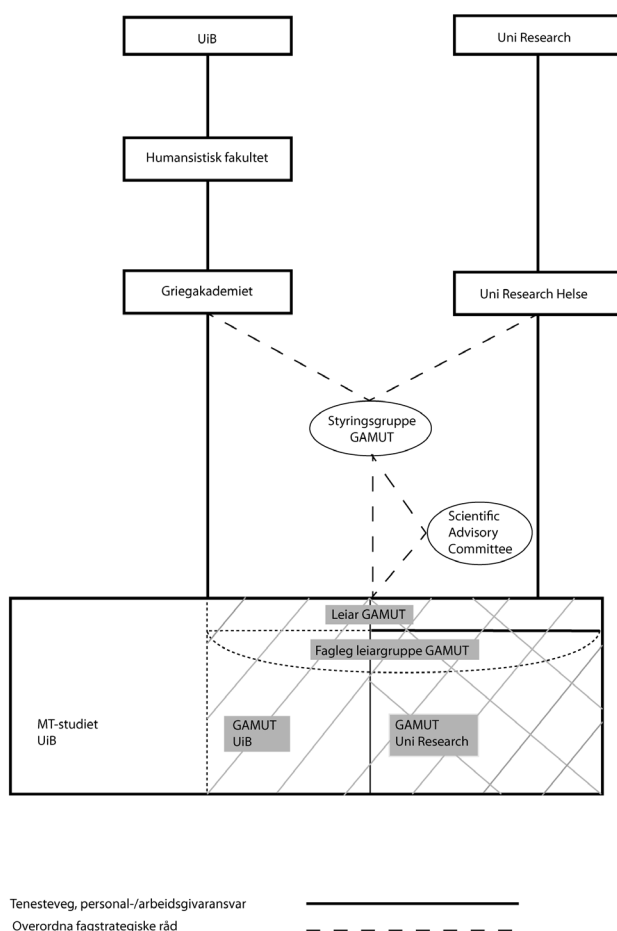 UiB
Uni Research
Humansistisk fakultet
Griegakademiet
Uni Research Helse
Styringsgruppe
GAMUT
Scientific
Advisory
Committee
Leiar GAMUT
Fagleg leiargruppe GAMUT
MT-studiet
UiB
GAMUT
UiB
GAMUT
Uni Research
Tenesteveg, personal-/arbeidsgivaransvar
Overordna fagstrategiske råd